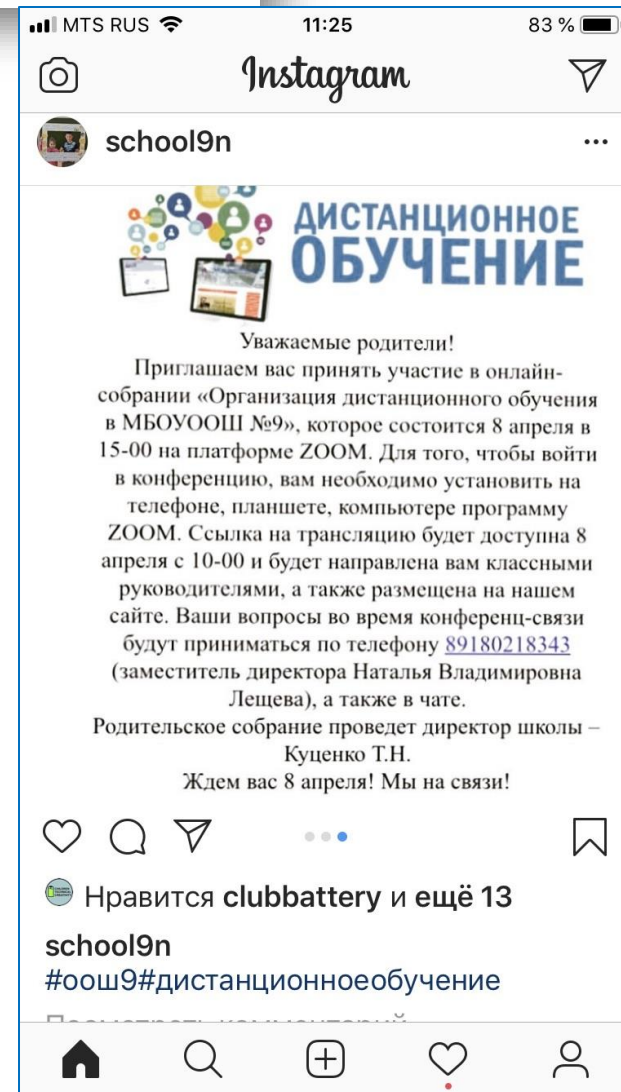 MTS RUS 11:25 83 %
Instagram
school9n
ДИСТАНЦИОННОЕ
ОБУЧЕНИЕ
Уважаемые родители!
Приглашаем вас принять участие в онлайн-
собрании «Организация дистанционного обучения
в МБОУООШ №9», которое состоится 8 апреля в
15-00 на платформе ZOOM. Для того, чтобы войти
в конференцию, вам необходимо установить на
телефоне, планшете, компьютере программу
ZOOM. Ссылка на трансляцию будет доступна 8
апреля с 10-00 и будет направлена вам классными
руководителями, а также размещена на нашем
сайте. Ваши вопросы во время конференц-связи
будут приниматься по телефону 89180218343
(заместитель директора Наталья Владимировна
Лещева), а также в чате.
Родительское собрание проведет директор школы –
Куценко Т.Н.
Ждем вас 8 апреля! Мы на связи!
Нравится clubbattery и ещё 13
school9n
#оош9#дистанционноеобучение